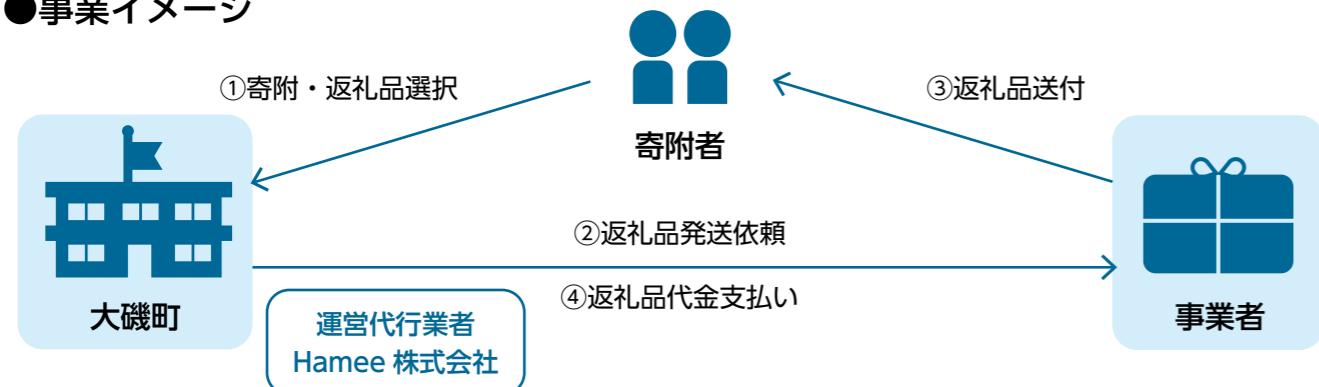 ●事業イメージ
①寄附・返礼品選択
③返礼品送付
寄附者
②返礼品発送依頼
④返礼品代金支払い
大磯町
運営代行業者
Hamee 株式会社
事業者